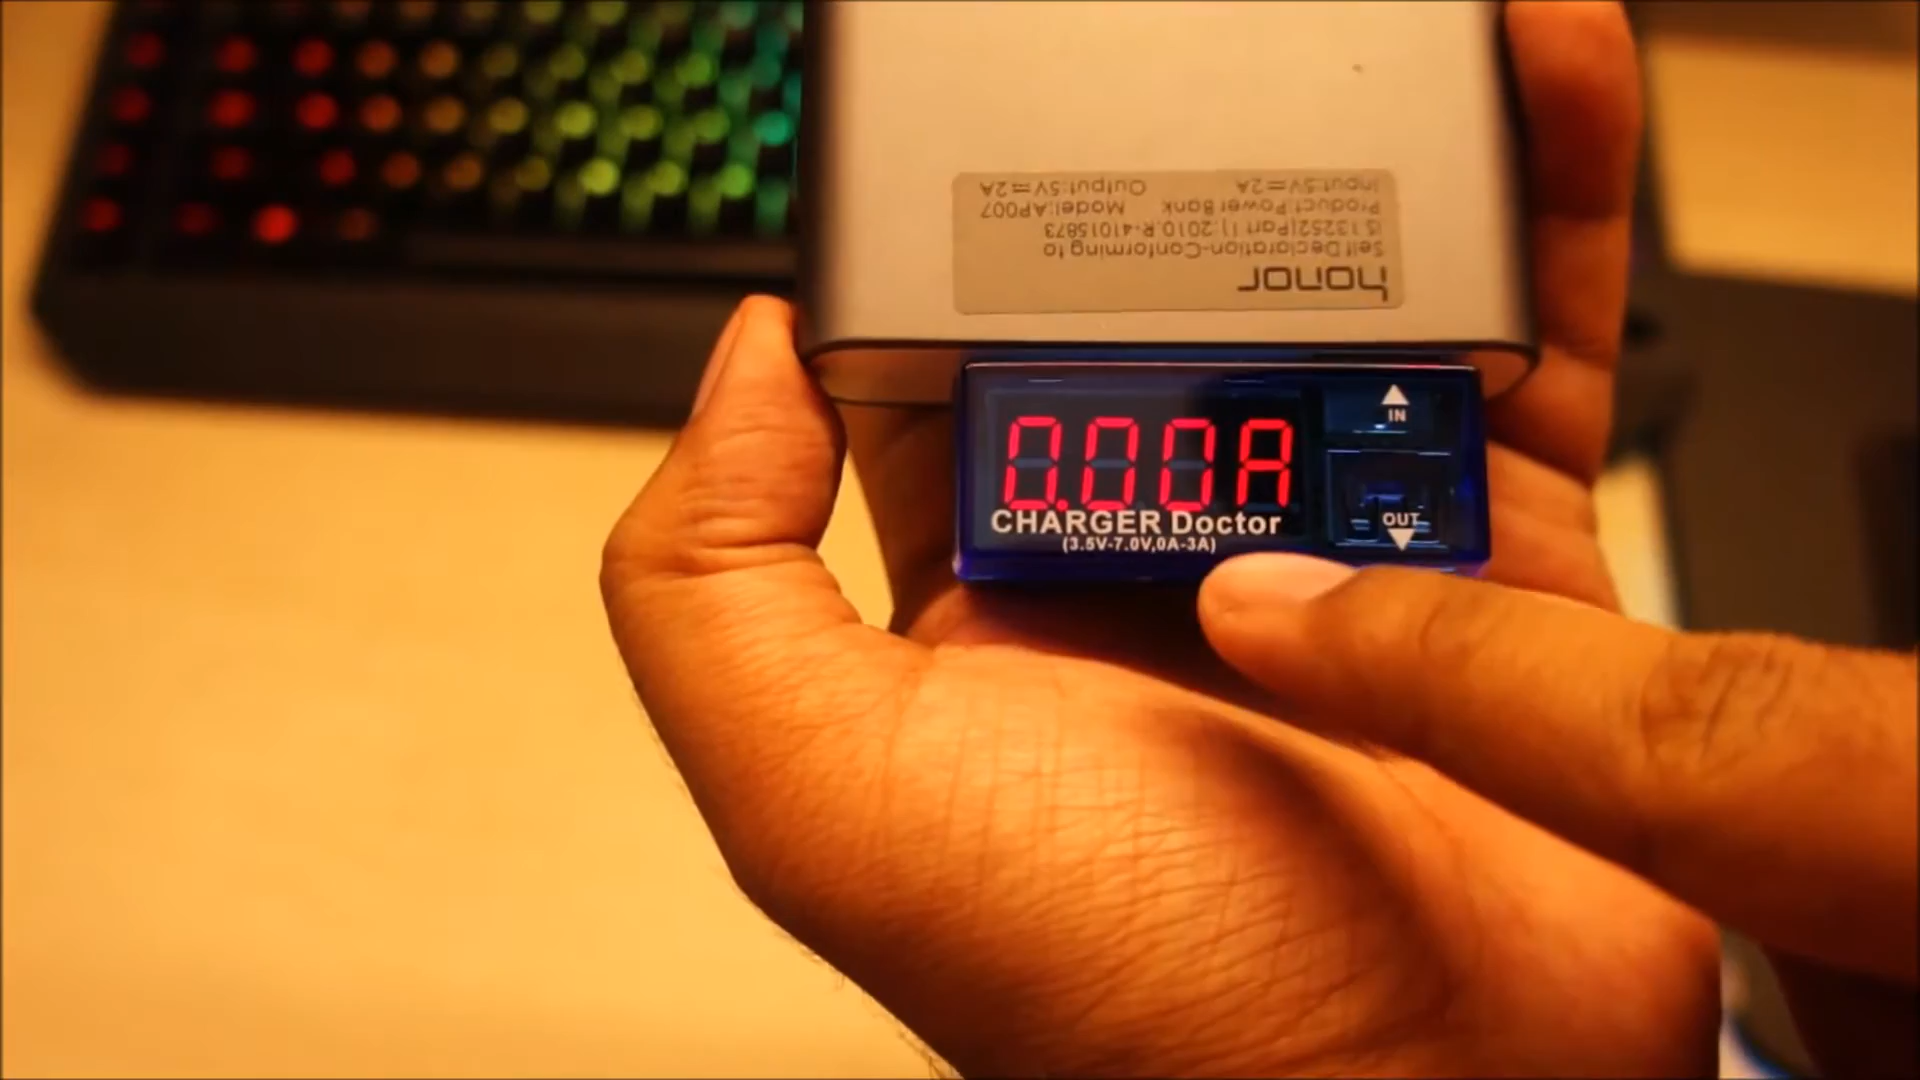 honor
Self Declaration-Conforming to
IS 13252(Part 1):2010.R-41015873
Product:Power Bank Model:AP007
Input:5V⎓2A Output:5V⎓2A
0.00A
IN
CHARGER Doctor
(3.5V-7.0V,0A-3A)
OUT